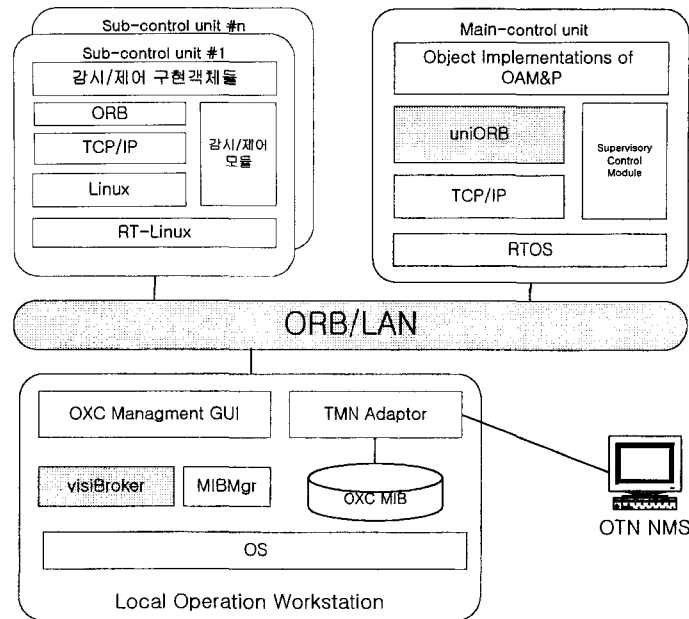 Sub-control unit #n
Sub-control unit #1
감시/제어 구현객체들
ORB
TCP/IP
Linux
감시/제어
모듈
RT-Linux
Main-control unit
Object Implementations of
OAM&P
uniORB
TCP/IP
Supervisory
Control
Module
RTOS
ORB/LAN
OXC Managment GUI
TMN Adaptor
visiBroker
MIBMgr
OXC MIB
OS
Local Operation Workstation
OTN NMS